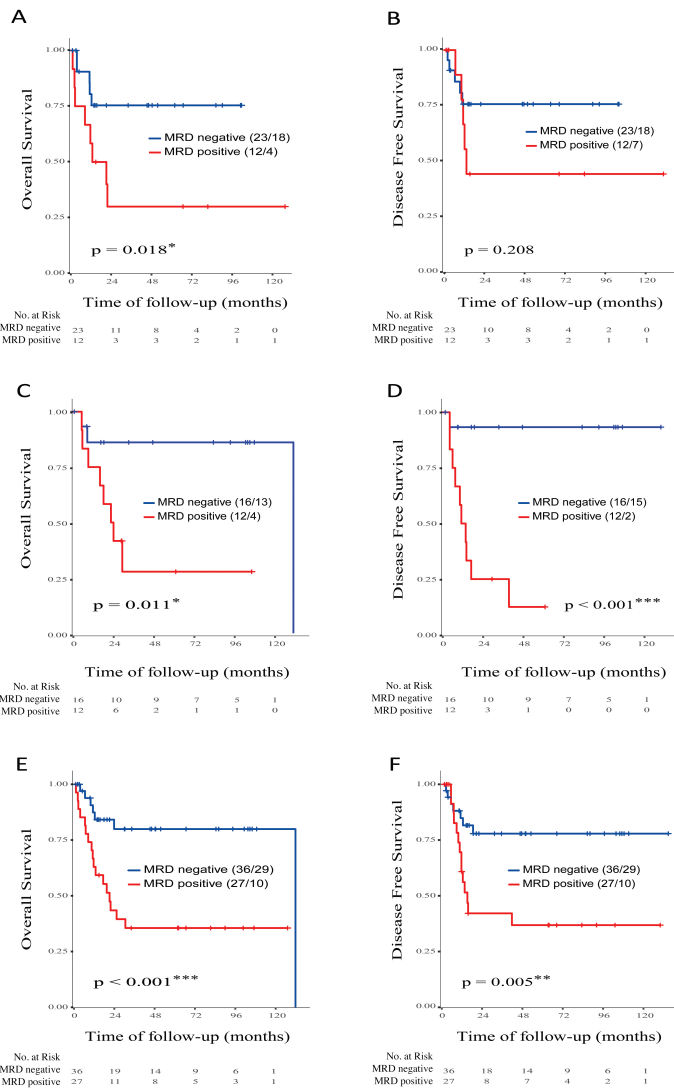 A
Overall Survival
1.00
0.75
0.50
0.25
0.00
MRD negative (23/18)
MRD positive (12/4)
p = 0.018*
0 24 48 72 96 120
Time of follow-up (months)
No. at Risk
MRD negative 23 11 8 4 2 0
MRD positive 12 3 3 2 1 1
B
Disease Free Survival
1.00
0.75
0.50
0.25
0.00
MRD negative (23/18)
MRD positive (12/7)
p = 0.208
0 24 48 72 96 120
Time of follow-up (months)
No. at Risk
MRD negative 23 10 8 4 2 0
MRD positive 12 3 3 2 1 1
C
Overall Survival
1.00
0.75
0.50
0.25
0.00
MRD negative (16/13)
MRD positive (12/4)
p = 0.011*
0 24 48 72 96 120
Time of follow-up (months)
No. at Risk
MRD negative 16 10 9 7 5 1
MRD positive 12 6 2 1 1 0
D
Disease Free Survival
1.00
0.75
0.50
0.25
0.00
MRD negative (16/15)
MRD positive (12/2)
p < 0.001***
0 24 48 72 96 120
Time of follow-up (months)
No. at Risk
MRD negative 16 10 9 7 5 1
MRD positive 12 3 1 0 0 0
E
Overall Survival
1.00
0.75
0.50
0.25
0.00
MRD negative (36/29)
MRD positive (27/10)
p < 0.001***
0 24 48 72 96 120
Time of follow-up (months)
No. at Risk
MRD negative 36 19 14 9 6 1
MRD positive 27 11 8 5 3 1
F
Disease Free Survival
1.00
0.75
0.50
0.25
0.00
MRD negative (36/29)
MRD positive (27/10)
p = 0.005**
0 24 48 72 96 120
Time of follow-up (months)
No. at Risk
MRD negative 36 18 14 9 6 1
MRD positive 27 8 7 4 2 1